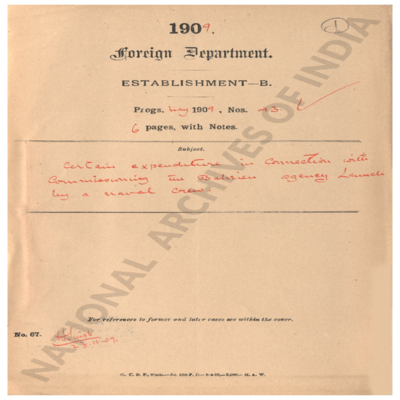 1909.
1
Foreign Department.
ESTABLISHMENT—B.
Progs. May 1909, Nos. 43
6 pages, with Notes.
Subject.
Certain expenditure in connection with
Commissioning the Bahrein agency Launch
by a naval crew
For references to former and later cases see within the cover.
No. 67.
NATIONAL ARCHIVES OF INDIA